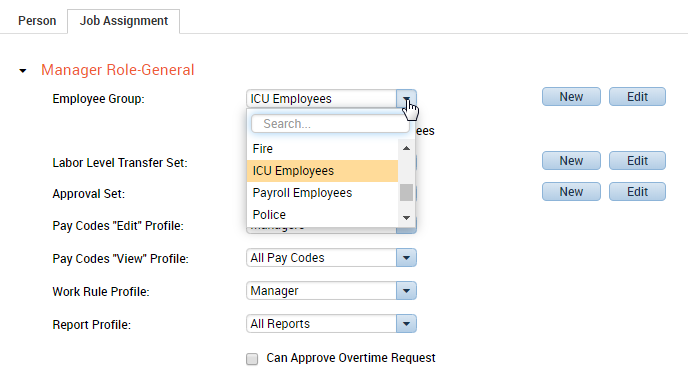 Person Job Assignment
Manager Role-General
Employee Group: ICU Employees New Edit
Search...
ees
Fire
Labor Level Transfer Set: ICU Employees New Edit
Approval Set: Payroll Employees New Edit
Police
Pay Codes "Edit" Profile: Managers
Pay Codes "View" Profile: All Pay Codes
Work Rule Profile: Manager
Report Profile: All Reports
Can Approve Overtime Request